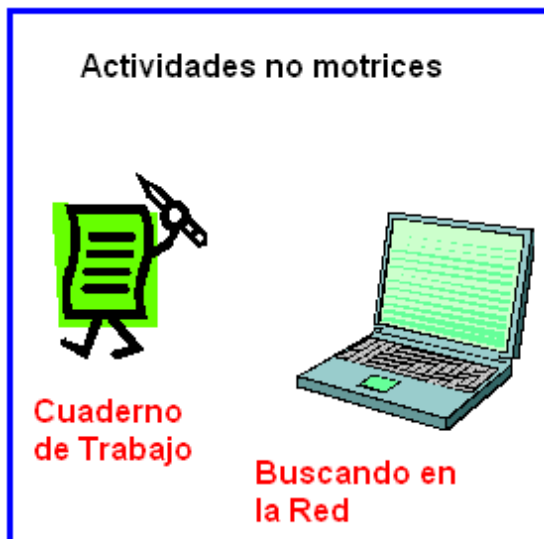 Actividades no motrices
Cuaderno
de Trabajo
Buscando en
la Red